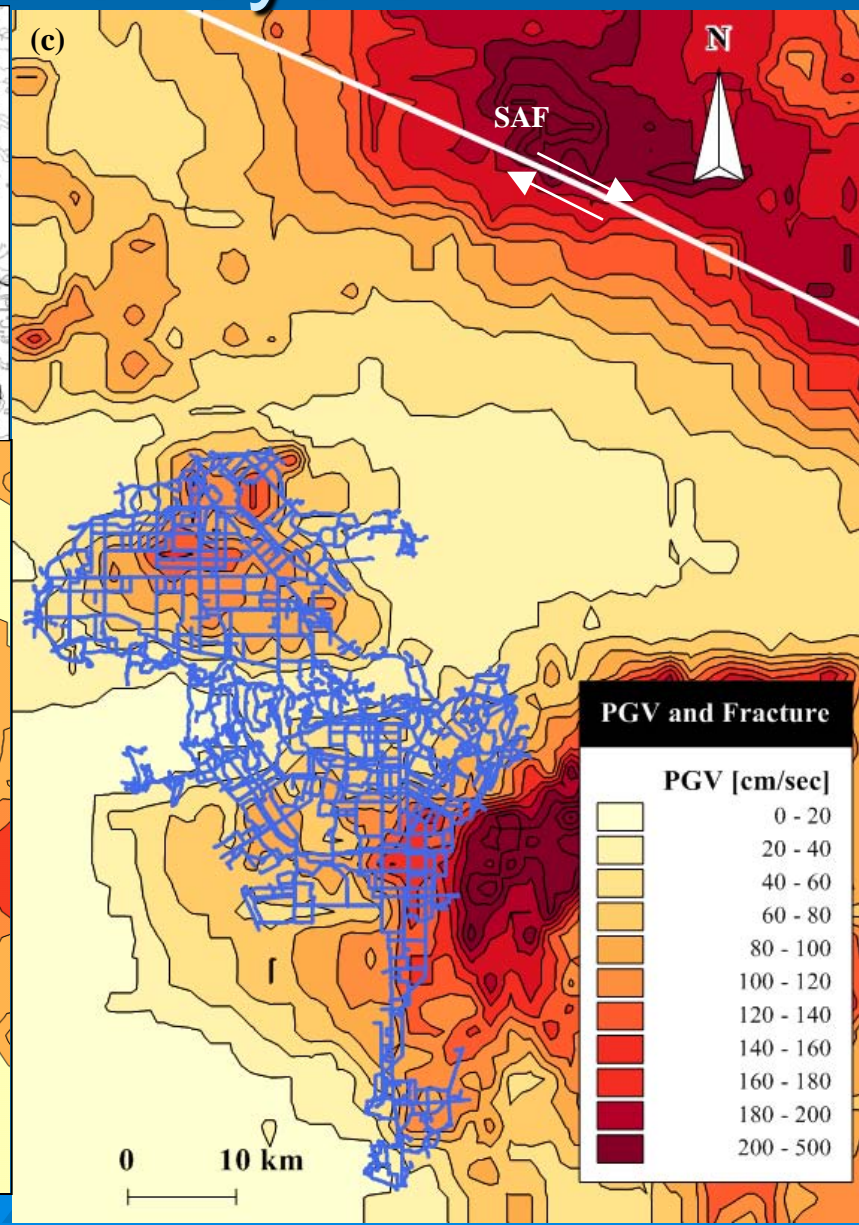 (c)
N
SAF
PGV and Fracture
PGV [cm/sec]
0 - 20
20 - 40
40 - 60
60 - 80
80 - 100
100 - 120
120 - 140
140 - 160
160 - 180
180 - 200
200 - 500
0 10 km